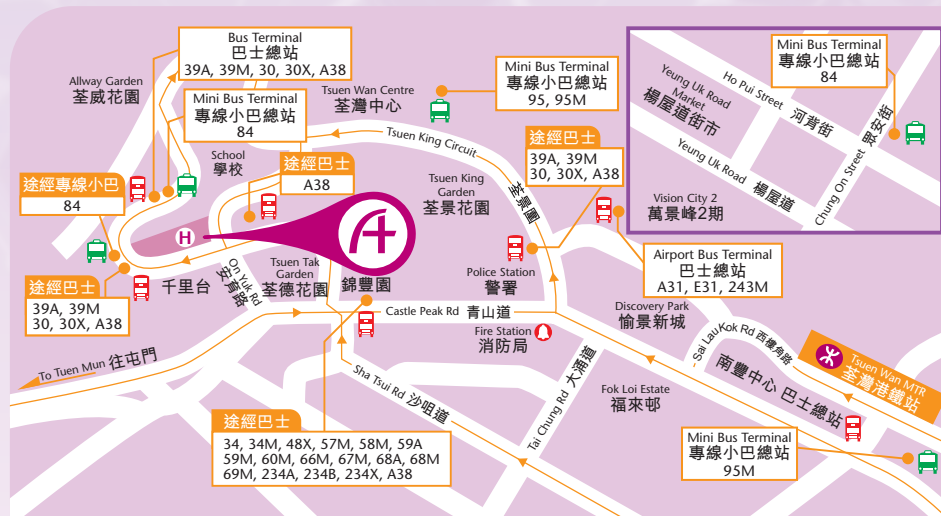 Bus Terminal
巴士總站
39A, 39M, 30, 30X, A38
Allway Garden
荃威花園
Mini Bus Terminal
專線小巴總站
84
School
學校
途經專線小巴
84
途經巴士
A38
H
途經巴士
39A, 39M
30, 30X, A38
千里台
On Yuk Rd
安育路
Tsuen Tak
Garden
荃德花園
錦豐園
Tsuen Wan Centre
荃灣中心
Mini Bus Terminal
專線小巴總站
95, 95M
Tsuen King Circuit
荃景圍
Tsuen King
Garden
荃景花園
途經巴士
39A, 39M
30, 30X, A38
Police Station
警署
Castle Peak Rd 青山道
Fire Station
消防局
To Tuen Mun 往屯門
Sha Tsui Rd 沙咀道
Tai Chung Rd 大涌道
途經巴士
34, 34M, 48X, 57M, 58M, 59A
59M, 60M, 66M, 67M, 68A, 68M
69M, 234A, 234B, 234X, A38
Yeung Uk Road
Market
楊屋道街市
Ho Pui Street 河背街
Mini Bus Terminal
專線小巴總站
84
Yeung Uk Road 楊屋道
Chung On Street 眾安街
Vision City 2
萬景峰2期
Airport Bus Terminal
巴士總站
A31, E31, 243M
Discovery Park
愉景新城
Sai Lau Kok Rd 西樓角路
Tsuen Wan MTR
荃灣港鐵站
Fok Loi Estate
福來邨
南豐中心 巴士總站
Mini Bus Terminal
專線小巴總站
95M